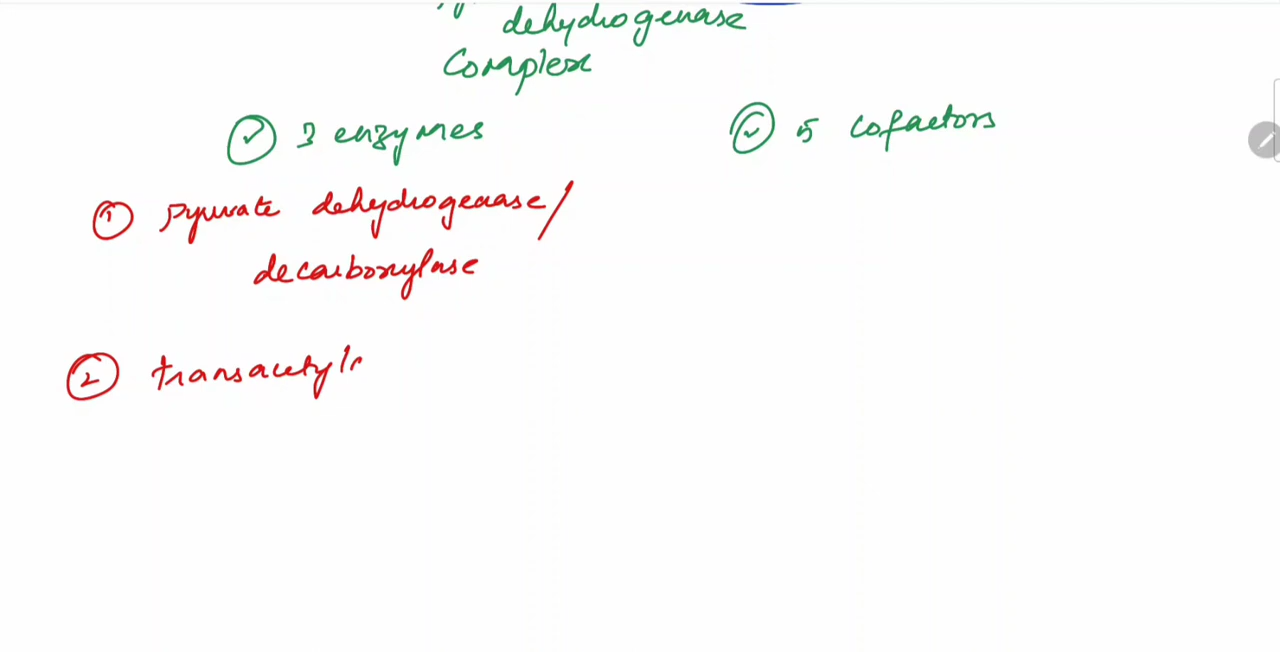 dehydrogenase
Complex
✓ 3 enzymes
✓ 5 cofactors
① Pyruvate dehydrogenase/
decarboxylase
② transacetyl